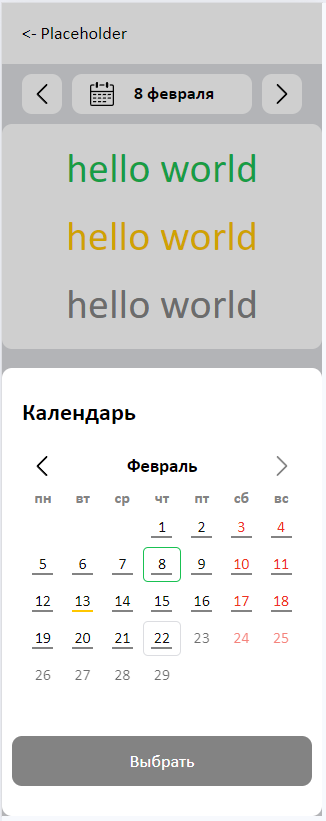 <- Placeholder
8 февраля
hello world
hello world
hello world
Календарь
Февраль
пн вт ср чт пт сб вс
1 2 3 4
5 6 7 8 9 10 11
12 13 14 15 16 17 18
19 20 21 22 23 24 25
26 27 28 29
Выбрать